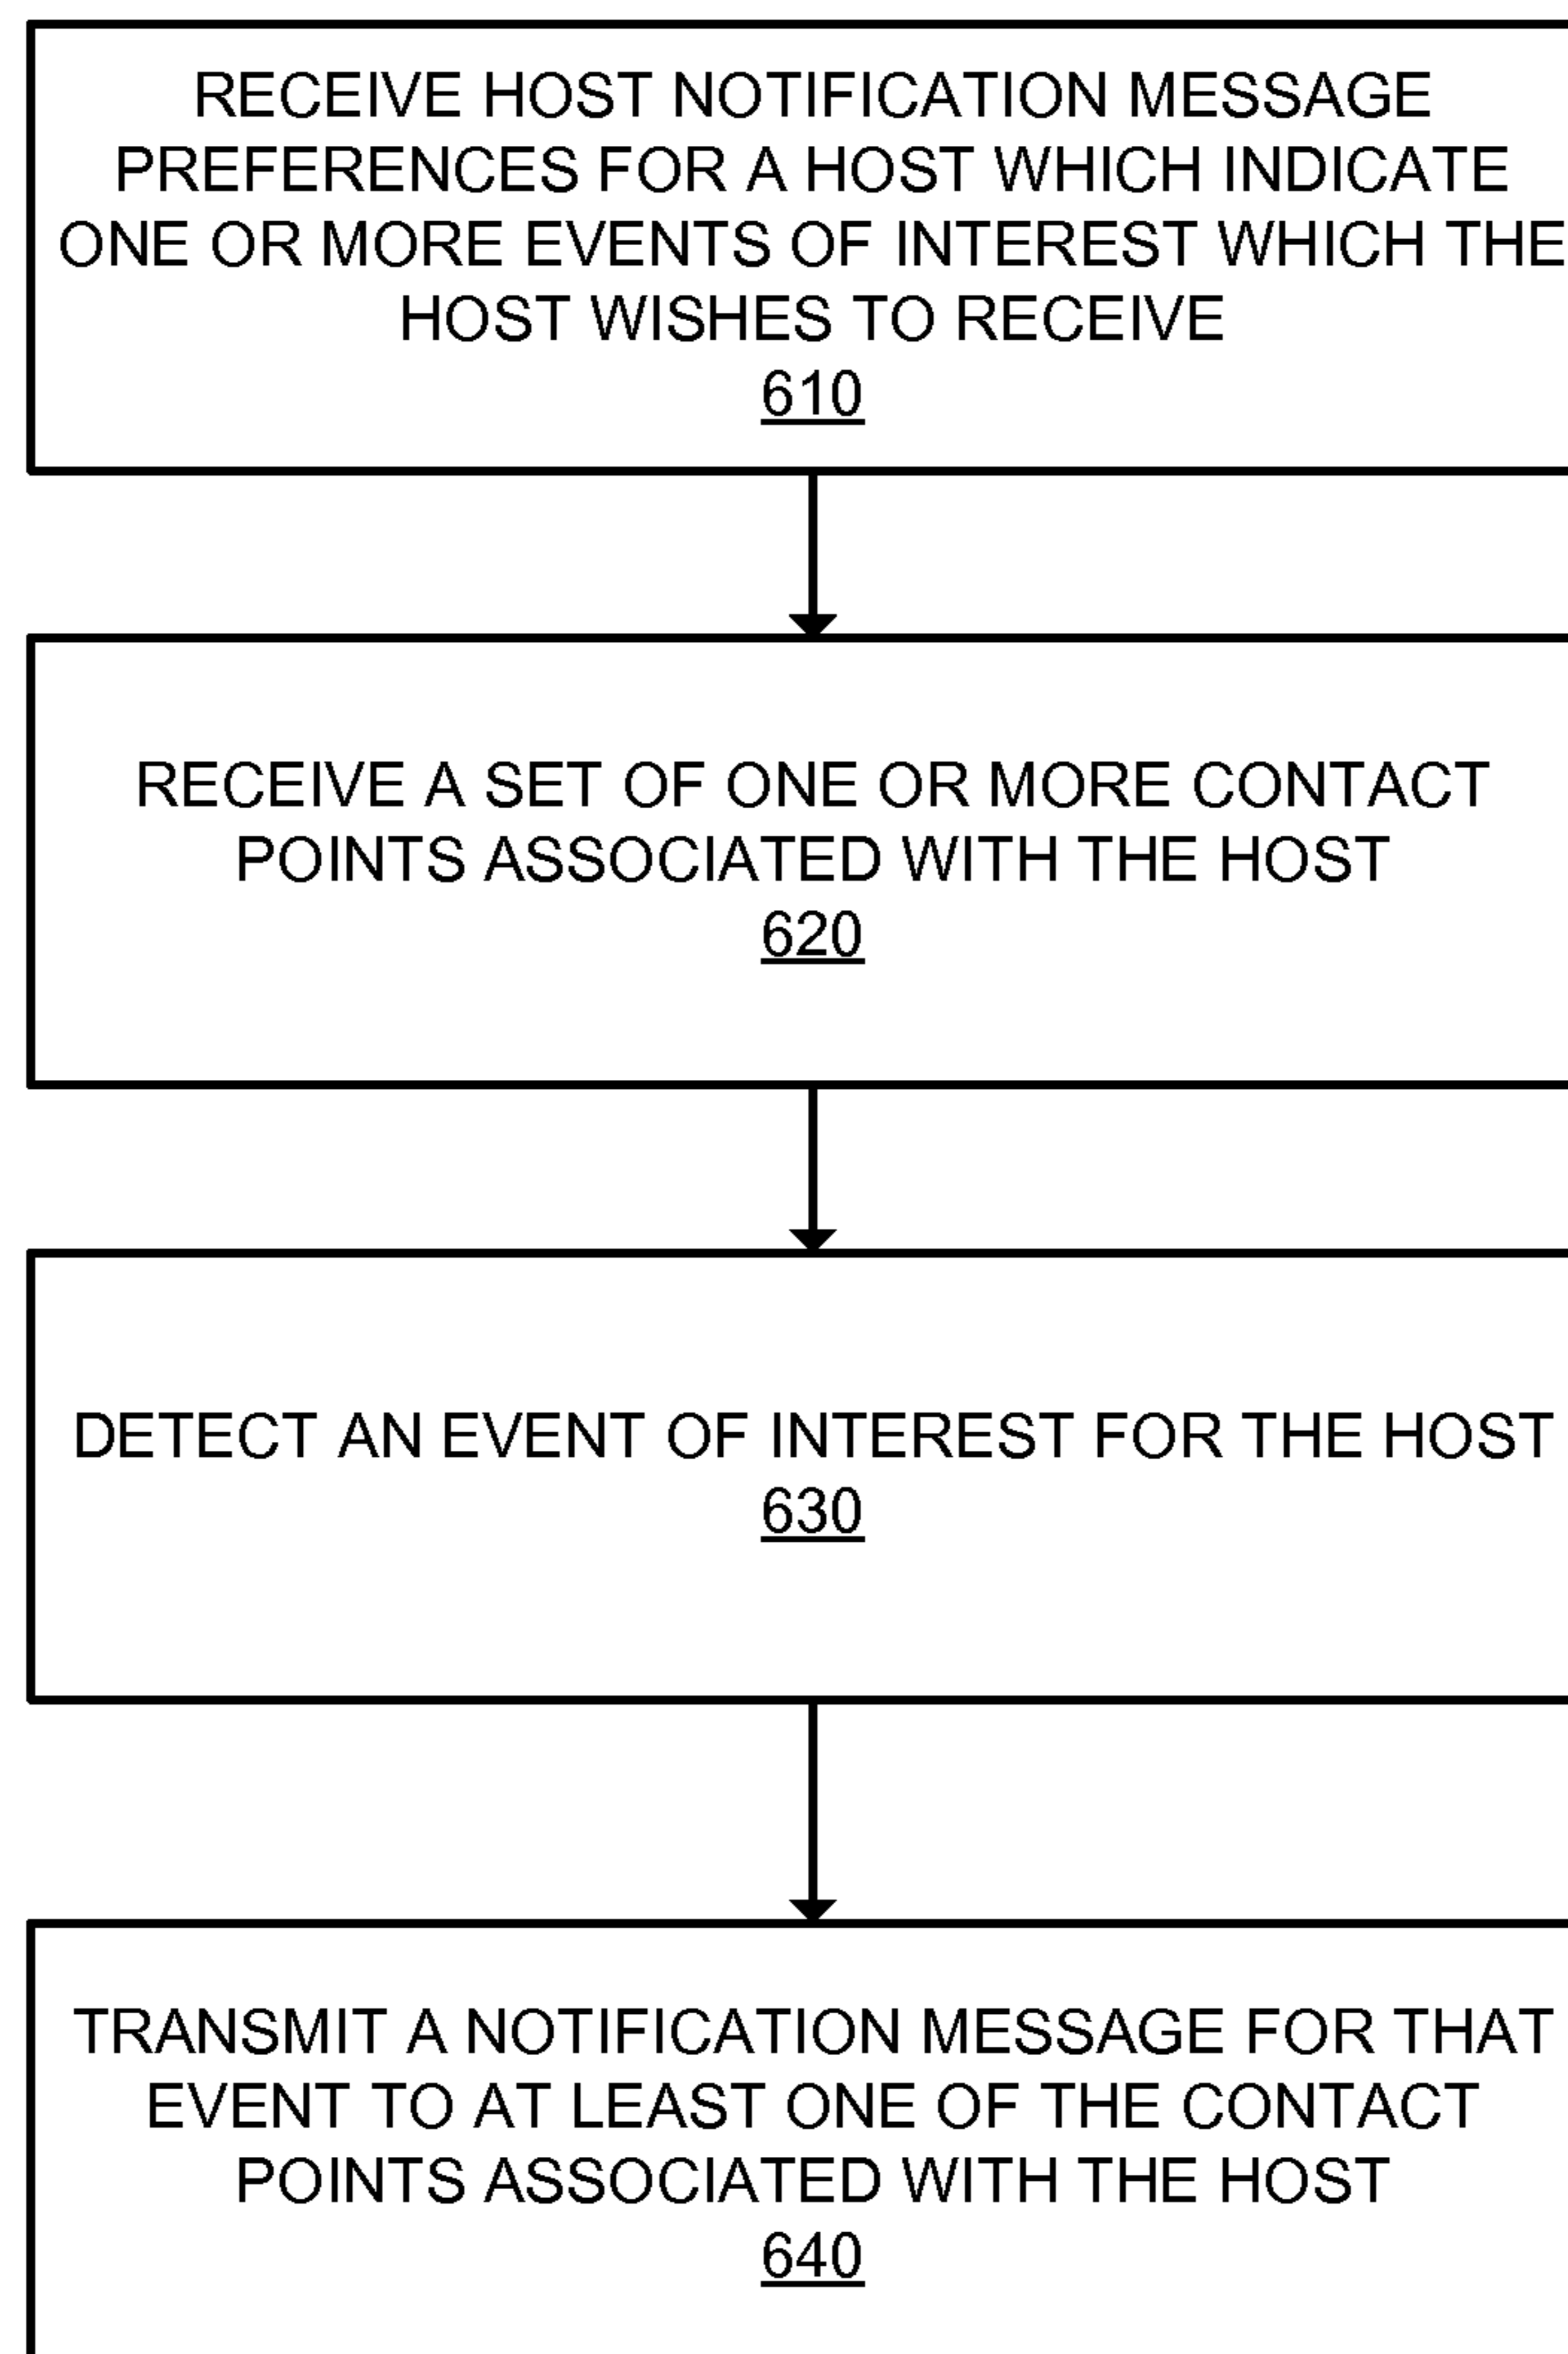 RECEIVE HOST NOTIFICATION MESSAGE
PREFERENCES FOR A HOST WHICH INDICATE
ONE OR MORE EVENTS OF INTEREST WHICH THE
HOST WISHES TO RECEIVE
610
RECEIVE A SET OF ONE OR MORE CONTACT
POINTS ASSOCIATED WITH THE HOST
620
DETECT AN EVENT OF INTEREST FOR THE HOST
630
TRANSMIT A NOTIFICATION MESSAGE FOR THAT
EVENT TO AT LEAST ONE OF THE CONTACT
POINTS ASSOCIATED WITH THE HOST
640